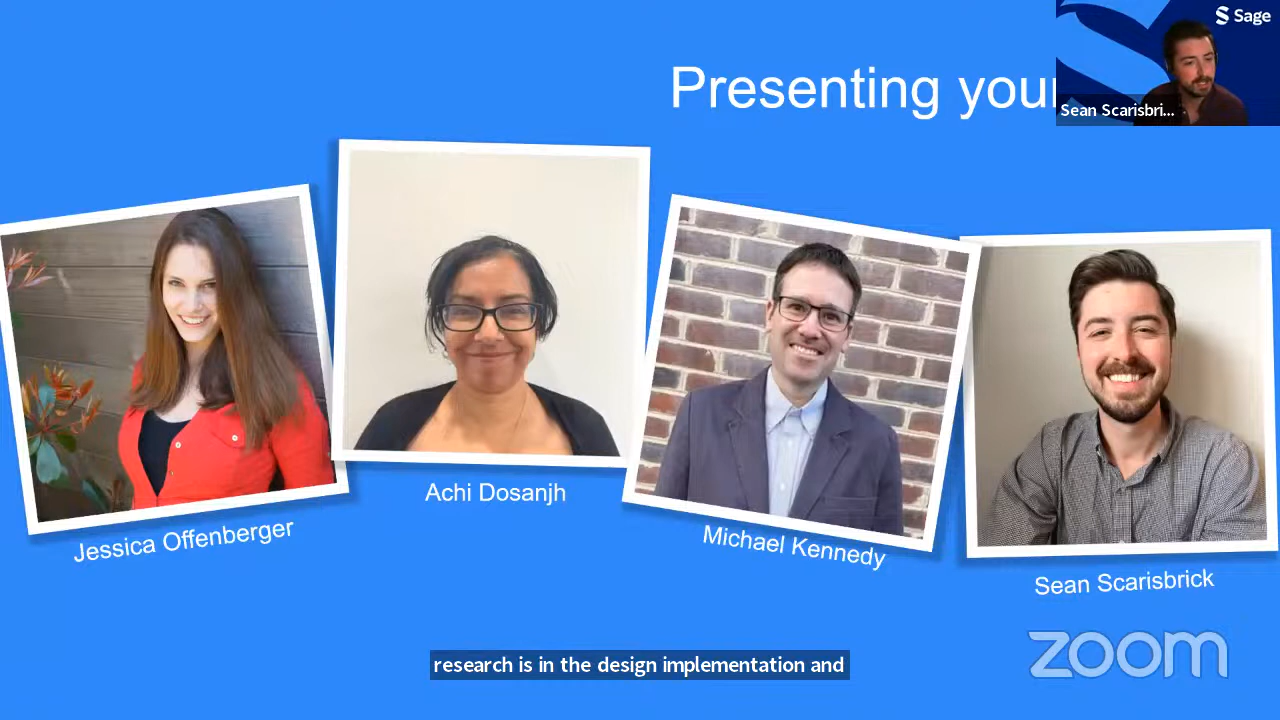 Sage
Presenting your
Sean Scarisbri...
Achi Dosanjh
Jessica Offenberger
Michael Kennedy
Sean Scarisbrick
zoom
research is in the design implementation and